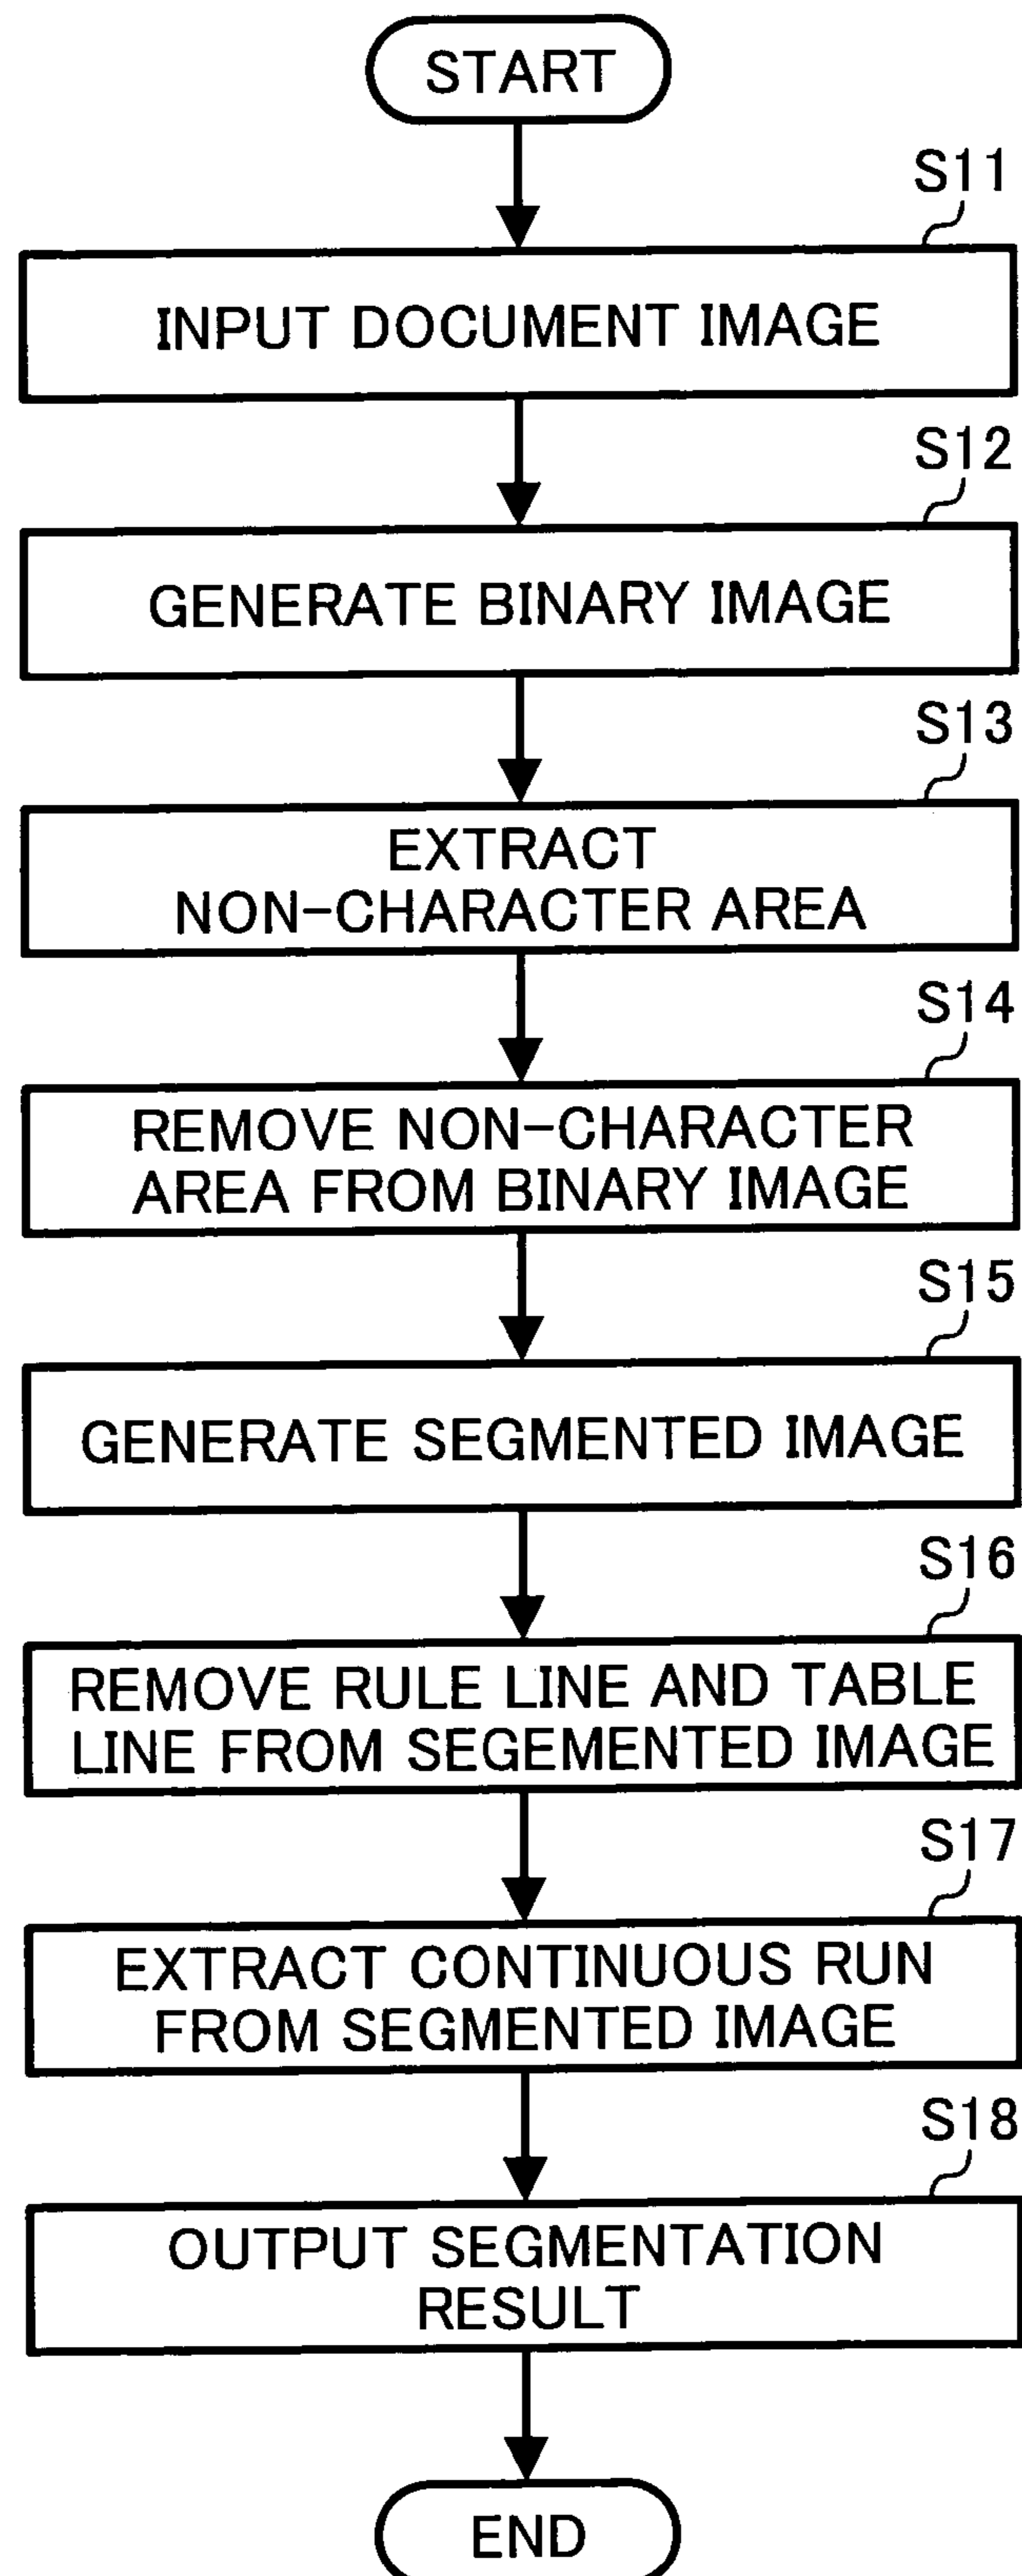 START
S11
INPUT DOCUMENT IMAGE
S12
GENERATE BINARY IMAGE
S13
EXTRACT
NON-CHARACTER AREA
S14
REMOVE NON-CHARACTER
AREA FROM BINARY IMAGE
S15
GENERATE SEGMENTED IMAGE
S16
REMOVE RULE LINE AND TABLE
LINE FROM SEGEMENTED IMAGE
S17
EXTRACT CONTINUOUS RUN
FROM SEGMENTED IMAGE
S18
OUTPUT SEGMENTATION
RESULT
END